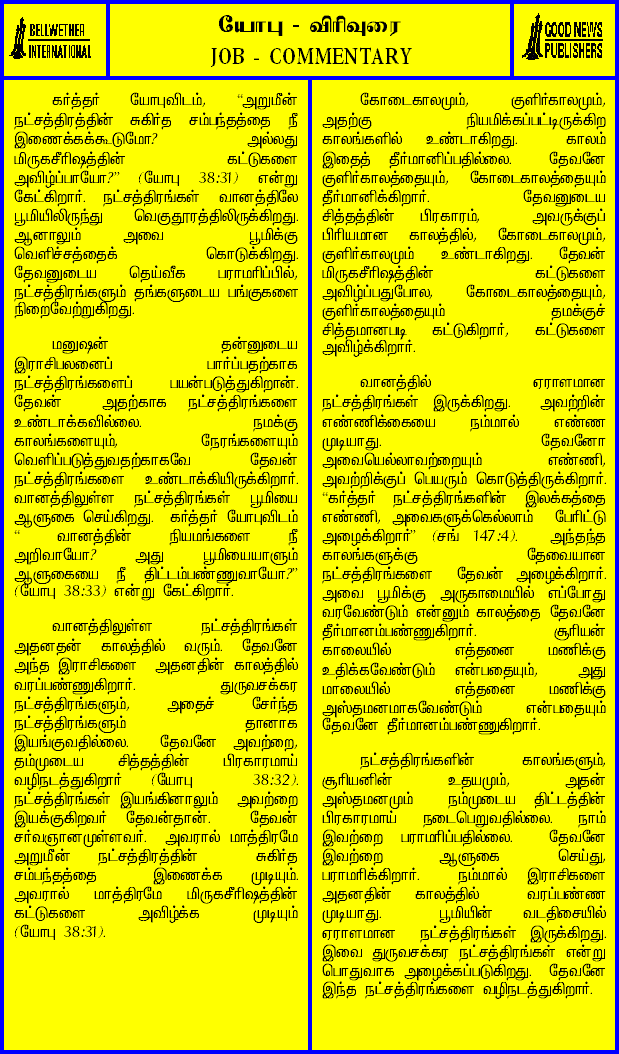 BELLWETHER
INTERNATIONAL
யோபு - விரிவுரை
JOB - COMMENTARY
GOOD NEWS
PUBLISHERS
கர்த்தர் யோபுவிடம், “அறுமீன்
நட்சத்திரத்தின் சுகிர்த சம்பந்தத்தை நீ
இணைக்கக்கூடுமோ? அல்லது
மிருகசீரிஷத்தின் கட்டுகளை
அவிழ்ப்பாயோ?” (யோபு 38:31) என்று
கேட்கிறார். நட்சத்திரங்கள் வானத்திலே
பூமியிலிருந்து வெகுதூரத்திலிருக்கிறது.
ஆனாலும் அவை பூமிக்கு
வெளிச்சத்தைக் கொடுக்கிறது.
தேவனுடைய தெய்வீக பராமரிப்பில்,
நட்சத்திரங்களும் தங்களுடைய பங்குகளை
நிறைவேற்றுகிறது.
மனுஷன் தன்னுடைய
இராசிபலனைப் பார்ப்பதற்காக
நட்சத்திரங்களைப் பயன்படுத்துகிறான்.
தேவன் அதற்காக நட்சத்திரங்களை
உண்டாக்கவில்லை. நமக்கு
காலங்களையும், நேரங்களையும்
வெளிப்படுத்துவதற்காகவே தேவன்
நட்சத்திரங்களை உண்டாக்கியிருக்கிறார்.
வானத்திலுள்ள நட்சத்திரங்கள் பூமியை
ஆளுகை செய்கிறது. கர்த்தர் யோபுவிடம்
“ வானத்தின் நியமங்களை நீ
அறிவாயோ? அது பூமியையாளும்
ஆளுகையை நீ திட்டம்பண்ணுவாயோ?”
(யோபு 38:33) என்று கேட்கிறார்.
வானத்திலுள்ள நட்சத்திரங்கள்
அதனதன் காலத்தில் வரும். தேவனே
அந்த இராசிகளை அதனதின் காலத்தில்
வரப்பண்ணுகிறார். துருவசக்கர
நட்சத்திரங்களும், அதைச் சேர்ந்த
நட்சத்திரங்களும் தானாக
இயங்குவதில்லை. தேவனே அவற்றை,
தம்முடைய சித்தத்தின் பிரகாரமாய்
வழிநடத்துகிறார் (யோபு 38:32).
நட்சத்திரங்கள் இயங்கினாலும் அவற்றை
இயக்குகிறவர் தேவன்தான். தேவன்
சர்வஞானமுள்ளவர். அவரால் மாத்திரமே
அறுமீன் நட்சத்திரத்தின் சுகிர்த
சம்பந்தத்தை இணைக்க முடியும்.
அவரால் மாத்திரமே மிருகசீரிஷத்தின்
கட்டுகளை அவிழ்க்க முடியும்
(யோபு 38:31).
கோடைகாலமும், குளிர்காலமும்,
அதற்கு நியமிக்கப்பட்டிருக்கிற
காலங்களில் உண்டாகிறது. காலம்
இதைத் தீர்மானிப்பதில்லை. தேவனே
குளிர்காலத்தையும், கோடைகாலத்தையும்
தீர்மானிக்கிறார். தேவனுடைய
சித்தத்தின் பிரகாரம், அவருக்குப்
பிரியமான காலத்தில், கோடைகாலமும்,
குளிர்காலமும் உண்டாகிறது. தேவன்
மிருகசீரிஷத்தின் கட்டுகளை
அவிழ்ப்பதுபோல, கோடைகாலத்தையும்,
குளிர்காலத்தையும் தமக்குச்
சித்தமானபடி கட்டுகிறார், கட்டுகளை
அவிழ்க்கிறார்.
வானத்தில் ஏராளமான
நட்சத்திரங்கள் இருக்கிறது. அவற்றின்
எண்ணிக்கையை நம்மால் எண்ண
முடியாது. தேவனோ
அவையெல்லாவற்றையும் எண்ணி,
அவற்றிக்குப் பெயரும் கொடுத்திருக்கிறார்.
“கர்த்தர் நட்சத்திரங்களின் இலக்கத்தை
எண்ணி, அவைகளுக்கெல்லாம் பேரிட்டு
அழைக்கிறார்” (சங் 147:4). அந்தந்த
காலங்களுக்கு தேவையான
நட்சத்திரங்களை தேவன் அழைக்கிறார்.
அவை பூமிக்கு அருகாமையில் எப்போது
வரவேண்டும் என்னும் காலத்தை தேவனே
தீர்மானம்பண்ணுகிறார். சூரியன்
காலையில் எத்தனை மணிக்கு
உதிக்கவேண்டும் என்பதையும், அது
மாலையில் எத்தனை மணிக்கு
அஸ்தமனமாகவேண்டும் என்பதையும்
தேவனே தீர்மானம்பண்ணுகிறார்.
நட்சத்திரங்களின் காலங்களும்,
சூரியனின் உதயமும், அதன்
அஸ்தமனமும் நம்முடைய திட்டத்தின்
பிரகாரமாய் நடைபெறுவதில்லை. நாம்
இவற்றை பராமரிப்பதில்லை. தேவனே
இவற்றை ஆளுகை செய்து,
பராமரிக்கிறார். நம்மால் இராசிகளை
அதனதின் காலத்தில் வரப்பண்ண
முடியாது. பூமியின் வடதிசையில்
ஏராளமான நட்சத்திரங்கள் இருக்கிறது.
இவை துருவசக்கர நட்சத்திரங்கள் என்று
பொதுவாக அழைக்கப்படுகிறது. தேவனே
இந்த நட்சத்திரங்களை வழிநடத்துகிறார்.